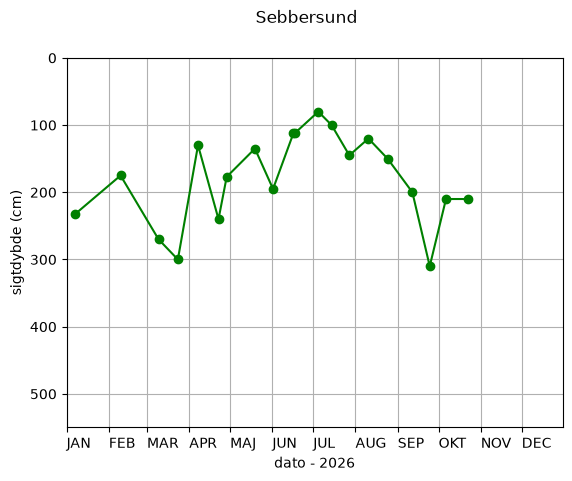 Sebbersund
0
100
200
300
400
500
sigtdybde (cm)
JAN FEB MAR APR MAJ JUN JUL AUG SEP OKT NOV DEC
dato - 2026